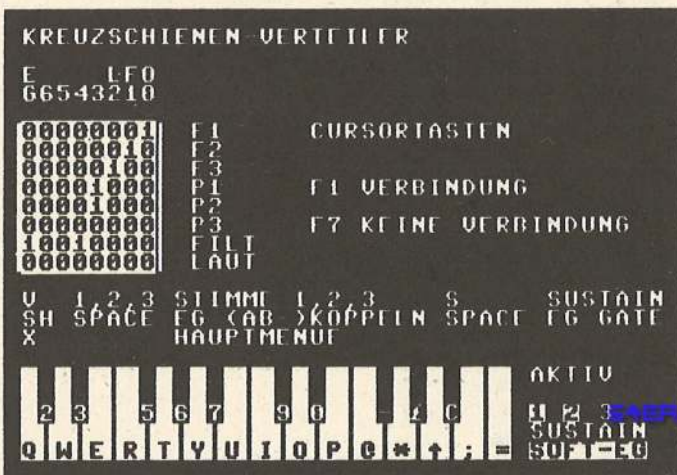 KREUZSCHIENEN-VERTEILER
E LFO
G6543210
00000001 F1 CURSORTASTEN
00000010 F2
00000100 F3
00001000 P1 F1 VERBINDUNG
00001000 P2
00000000 P3 F7 KEINE VERBINDUNG
10010000 FILT
00000000 LAUT
V 1,2,3 STIMME 1,2,3 S SUSTAIN
SH SPACE EG (AB-)KOPPELN SPACE EG GATE
X HAUPTMENUE
AKTIV
2 3 5 6 7 9 0 - £ C 1 2 3
SUSTAIN
Q W E R T Y U I O P @ * ↑ ; = SOFT-EG